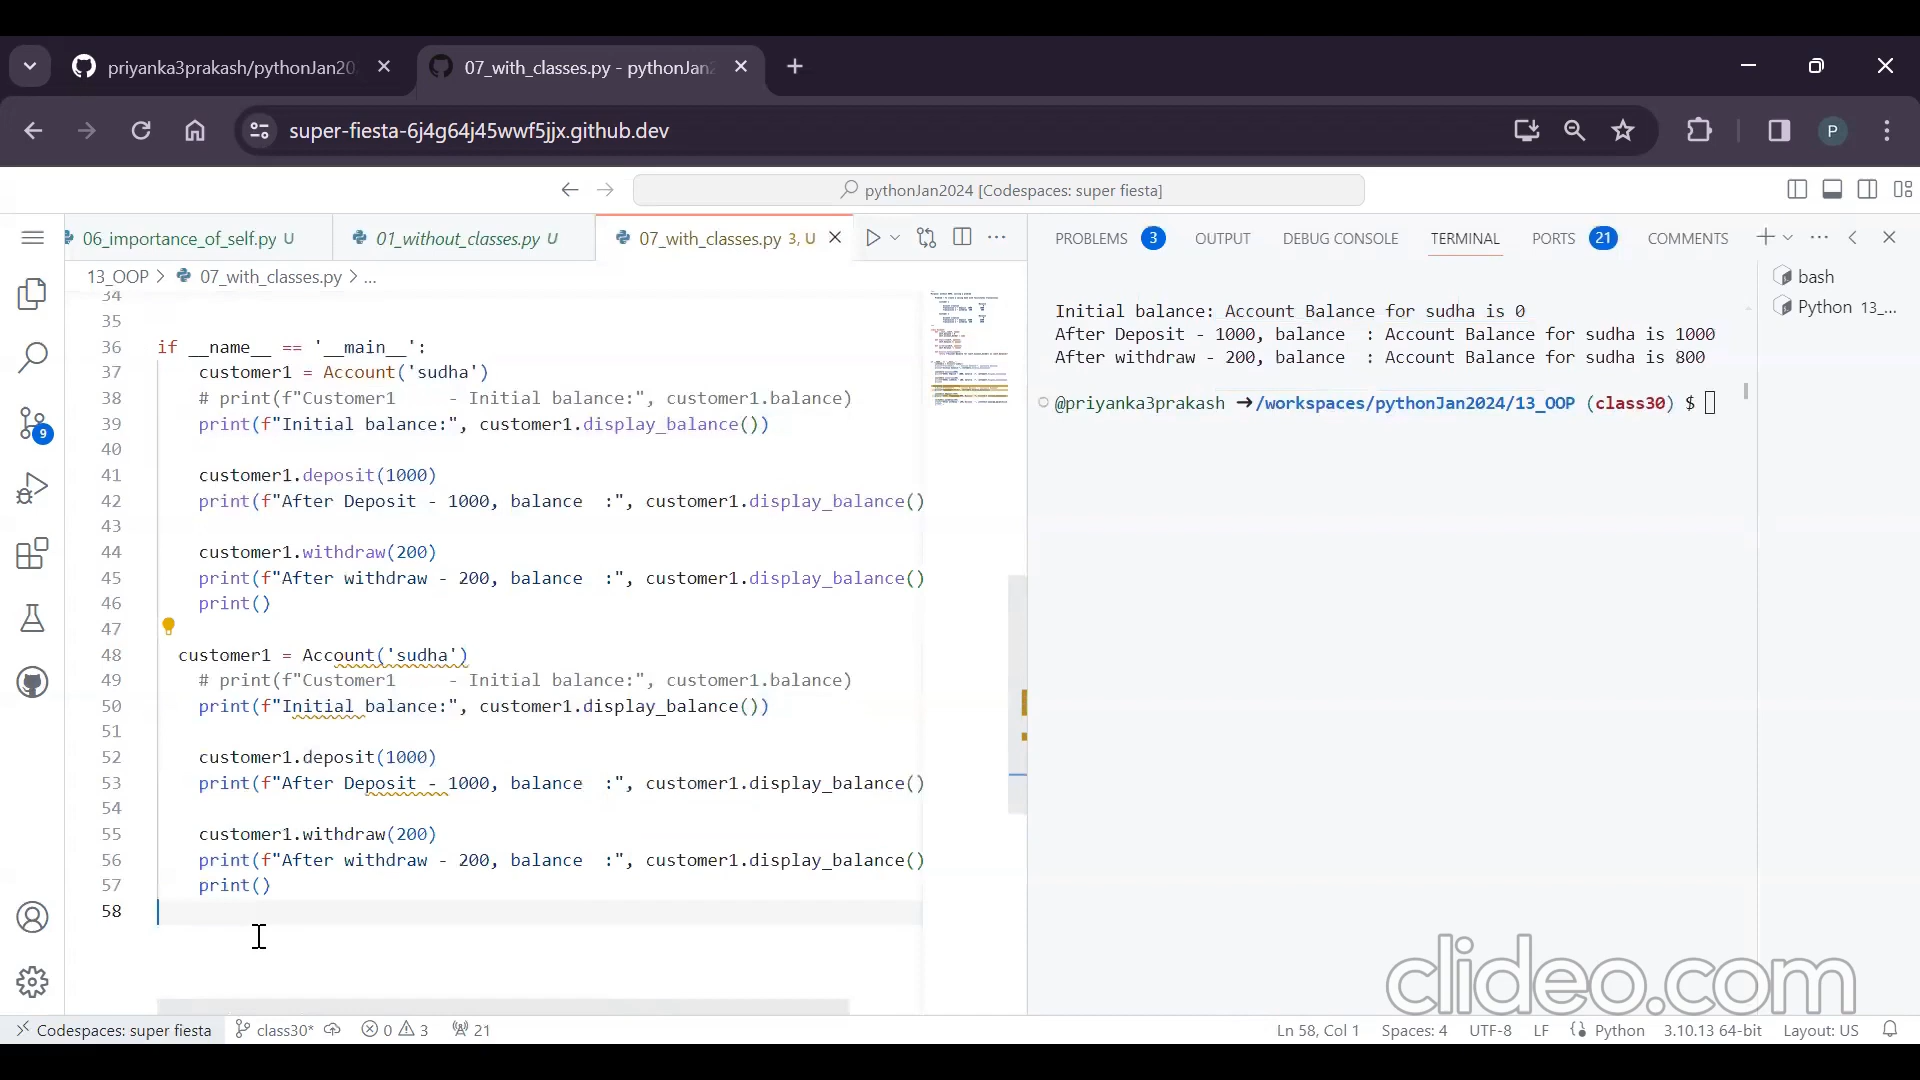 priyanka3prakash/pythonJan20
07_with_classes.py - pythonJan2
super-fiesta-6j4g64j45wwf5jjx.github.dev
P
pythonJan2024 [Codespaces: super fiesta]
06_importance_of_self.py U
01_without_classes.py U
07_with_classes.py 3, U
PROBLEMS 3 OUTPUT DEBUG CONSOLE TERMINAL PORTS 21 COMMENTS
13_OOP > 07_with_classes.py > ...
bash
Python 13_...
34
35
36 if __name__ == '__main__':
37 customer1 = Account('sudha')
38 # print(f"Customer1     - Initial balance:", customer1.balance)
39 print(f"Initial balance:", customer1.display_balance())
40
41 customer1.deposit(1000)
42 print(f"After Deposit - 1000, balance  :", customer1.display_balance()
43
44 customer1.withdraw(200)
45 print(f"After withdraw - 200, balance  :", customer1.display_balance()
46 print()
47
48 customer1 = Account('sudha')
49 # print(f"Customer1     - Initial balance:", customer1.balance)
50 print(f"Initial balance:", customer1.display_balance())
51
52 customer1.deposit(1000)
53 print(f"After Deposit - 1000, balance  :", customer1.display_balance()
54
55 customer1.withdraw(200)
56 print(f"After withdraw - 200, balance  :", customer1.display_balance()
57 print()
58
Initial balance: Account Balance for sudha is 0
After Deposit - 1000, balance  : Account Balance for sudha is 1000
After withdraw - 200, balance  : Account Balance for sudha is 800
@priyanka3prakash →/workspaces/pythonJan2024/13_OOP (class30) $
9
clideo.com
Codespaces: super fiesta class30* 0 3 21 Ln 58, Col 1 Spaces: 4 UTF-8 LF Python 3.10.13 64-bit Layout: US